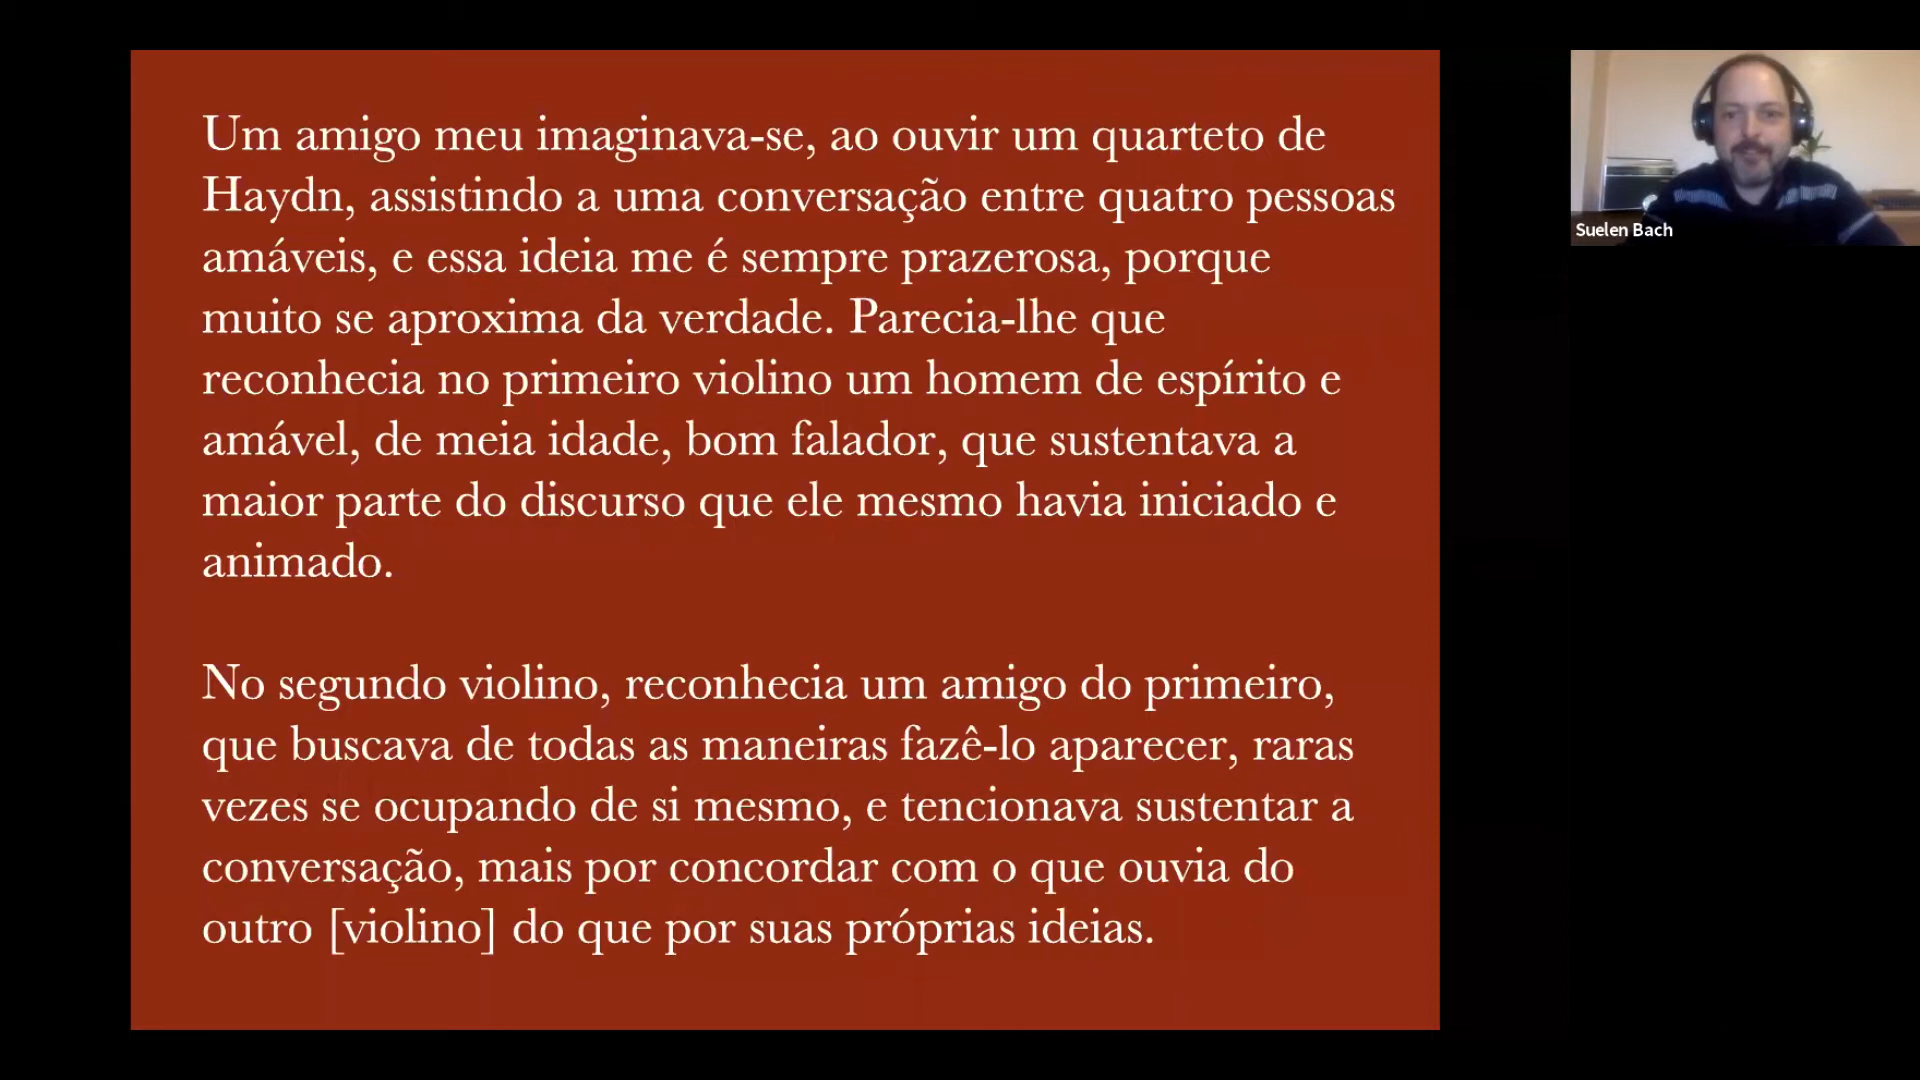 Um amigo meu imaginava-se, ao ouvir um quarteto de
Haydn, assistindo a uma conversação entre quatro pessoas
amáveis, e essa ideia me é sempre prazerosa, porque
muito se aproxima da verdade. Parecia-lhe que
reconhecia no primeiro violino um homem de espírito e
amável, de meia idade, bom falador, que sustentava a
maior parte do discurso que ele mesmo havia iniciado e
animado.
No segundo violino, reconhecia um amigo do primeiro,
que buscava de todas as maneiras fazê-lo aparecer, raras
vezes se ocupando de si mesmo, e tencionava sustentar a
conversação, mais por concordar com o que ouvia do
outro [violino] do que por suas próprias ideias.
Suelen Bach